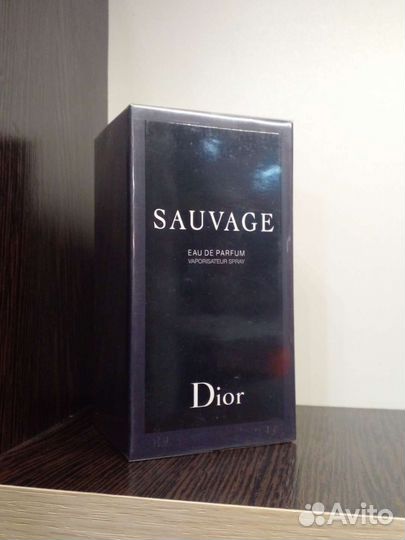 SAUVAGE
EAU DE PARFUM
VAPORISATEUR SPRAY
Dior
Avito